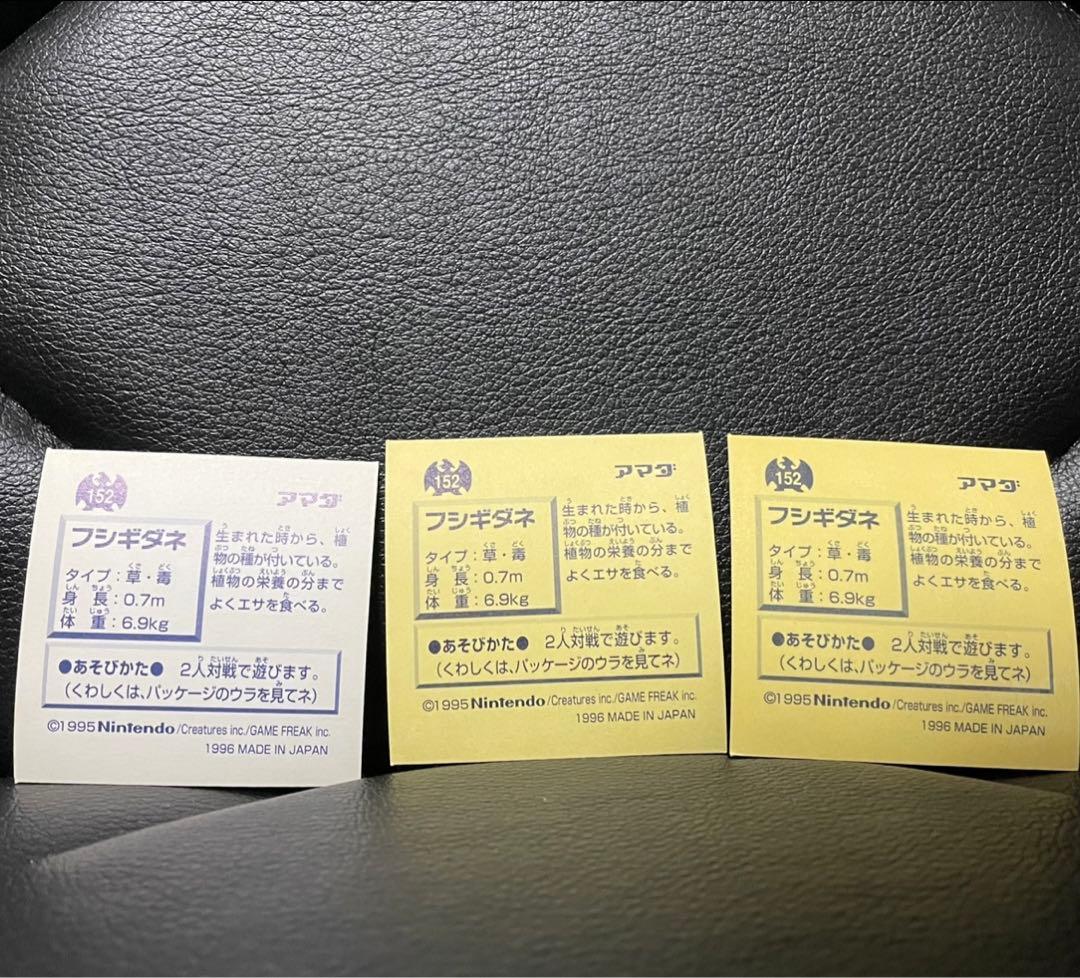 152
アマダ
フシギダネ
タイプ：草・毒
身長：0.7m
体重：6.9kg
生まれた時から、植
物の種が付いている。
植物の栄養の分まで
よくエサを食べる。
●あそびかた● 2人対戦で遊びます。
(くわしくは、パッケージのウラを見てネ)
©1995 Nintendo/Creatures inc./GAME FREAK inc.
1996 MADE IN JAPAN
152
アマダ
フシギダネ
タイプ：草・毒
身長：0.7m
体重：6.9kg
生まれた時から、植
物の種が付いている。
植物の栄養の分まで
よくエサを食べる。
●あそびかた● 2人対戦で遊びます。
(くわしくは、パッケージのウラを見てネ)
©1995 Nintendo/Creatures inc./GAME FREAK inc.
1996 MADE IN JAPAN
152
アマダ
フシギダネ
タイプ：草・毒
身長：0.7m
体重：6.9kg
生まれた時から、植
物の種が付いている。
植物の栄養の分まで
よくエサを食べる。
●あそびかた● 2人対戦で遊びます。
(くわしくは、パッケージのウラを見てネ)
©1995 Nintendo/Creatures inc./GAME FREAK inc.
1996 MADE IN JAPAN